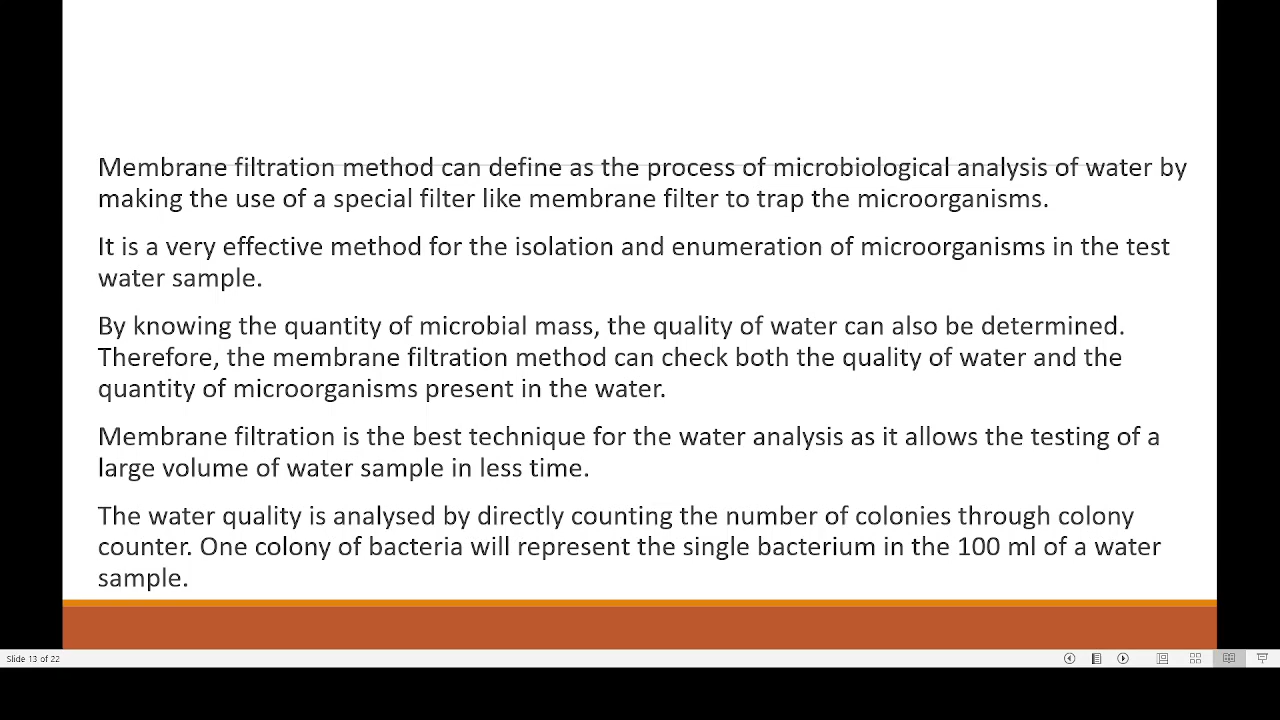 Membrane filtration method can define as the process of microbiological analysis of water by
making the use of a special filter like membrane filter to trap the microorganisms.
It is a very effective method for the isolation and enumeration of microorganisms in the test
water sample.
By knowing the quantity of microbial mass, the quality of water can also be determined.
Therefore, the membrane filtration method can check both the quality of water and the
quantity of microorganisms present in the water.
Membrane filtration is the best technique for the water analysis as it allows the testing of a
large volume of water sample in less time.
The water quality is analysed by directly counting the number of colonies through colony
counter. One colony of bacteria will represent the single bacterium in the 100 ml of a water
sample.
Slide 13 of 22